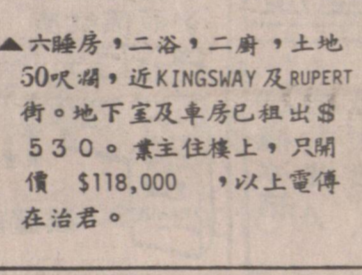 ▲六睡房，二浴，二廚，土地
50呎濶，近KINGSWAY及RUPERT
街。地下室及車房已租出$
530。業主住樓上，只開
價 $118,000 ，以上電傳
在治君。